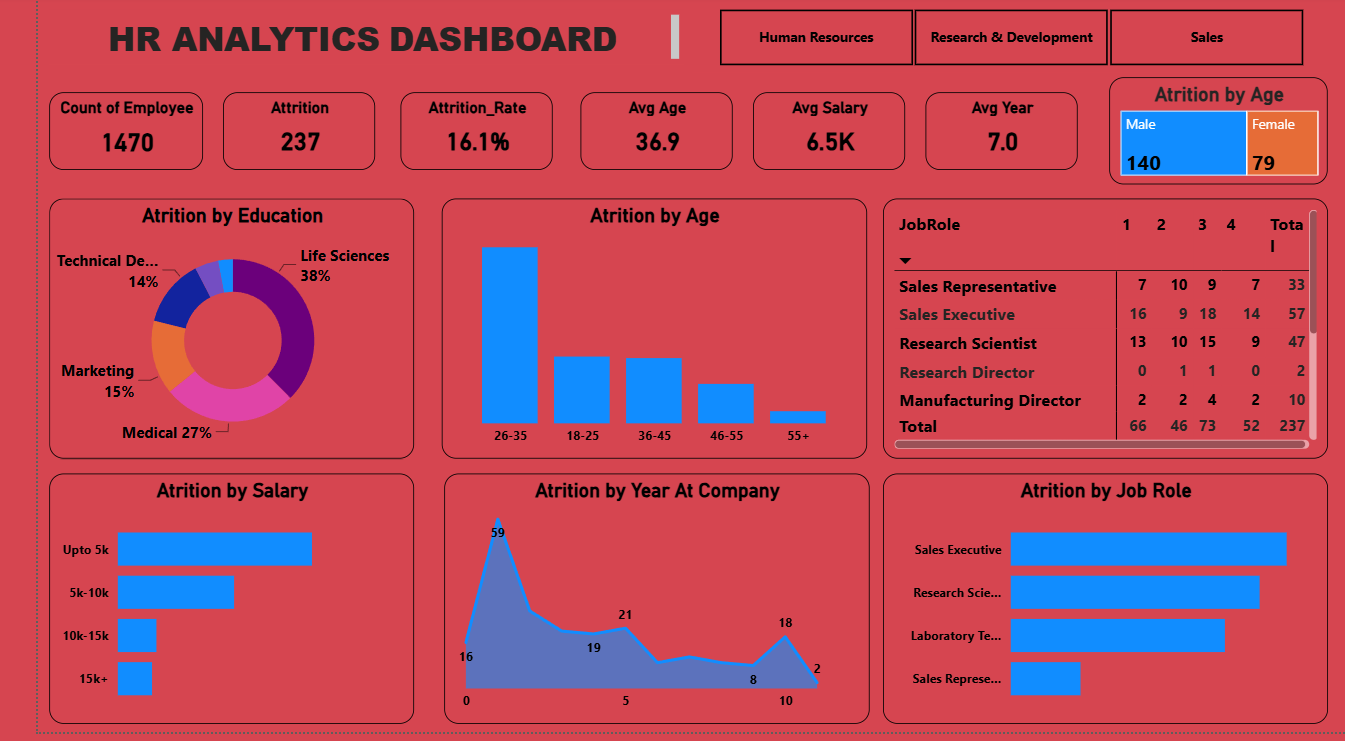 HR ANALYTICS DASHBOARD
Human Resources
Research & Development
Sales
Count of Employee
1470
Attrition
237
Attrition_Rate
16.1%
Avg Age
36.9
Avg Salary
6.5K
Avg Year
7.0
Atrition by Age
Male
140
Female
79
Atrition by Education
Technical De...
14%
Life Sciences
38%
Marketing
15%
Medical 27%
Atrition by Age
26-35 18-25 36-45 46-55 55+
JobRole 1 2 3 4 Tota
l
Sales Representative 7 10 9 7 33
Sales Executive 16 9 18 14 57
Research Scientist 13 10 15 9 47
Research Director 0 1 1 0 2
Manufacturing Director 2 2 4 2 10
Total 66 46 73 52 237
Atrition by Salary
Upto 5k
5k-10k
10k-15k
15k+
Atrition by Year At Company
59
21
18
16
19
8
2
0 5 10
Atrition by Job Role
Sales Executive
Research Scie...
Laboratory Te...
Sales Represe...